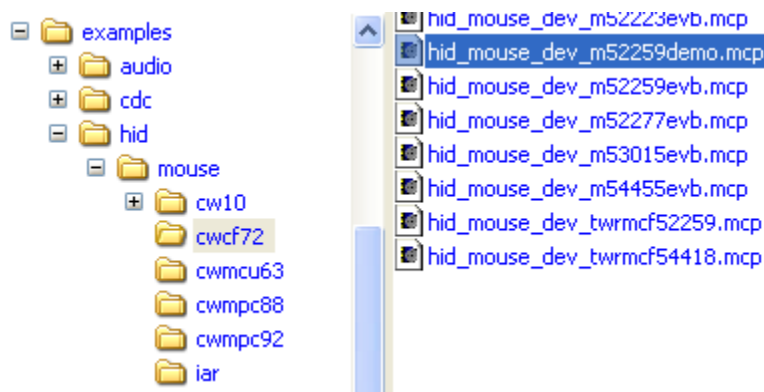 examples
audio
cdc
hid
mouse
cw10
cwcf72
cwmcu63
cwmpc88
cwmpc92
iar
hid_mouse_dev_m52223evb.mcp
hid_mouse_dev_m52259demo.mcp
hid_mouse_dev_m52259evb.mcp
hid_mouse_dev_m52277evb.mcp
hid_mouse_dev_m53015evb.mcp
hid_mouse_dev_m54455evb.mcp
hid_mouse_dev_twrmcf52259.mcp
hid_mouse_dev_twrmcf54418.mcp